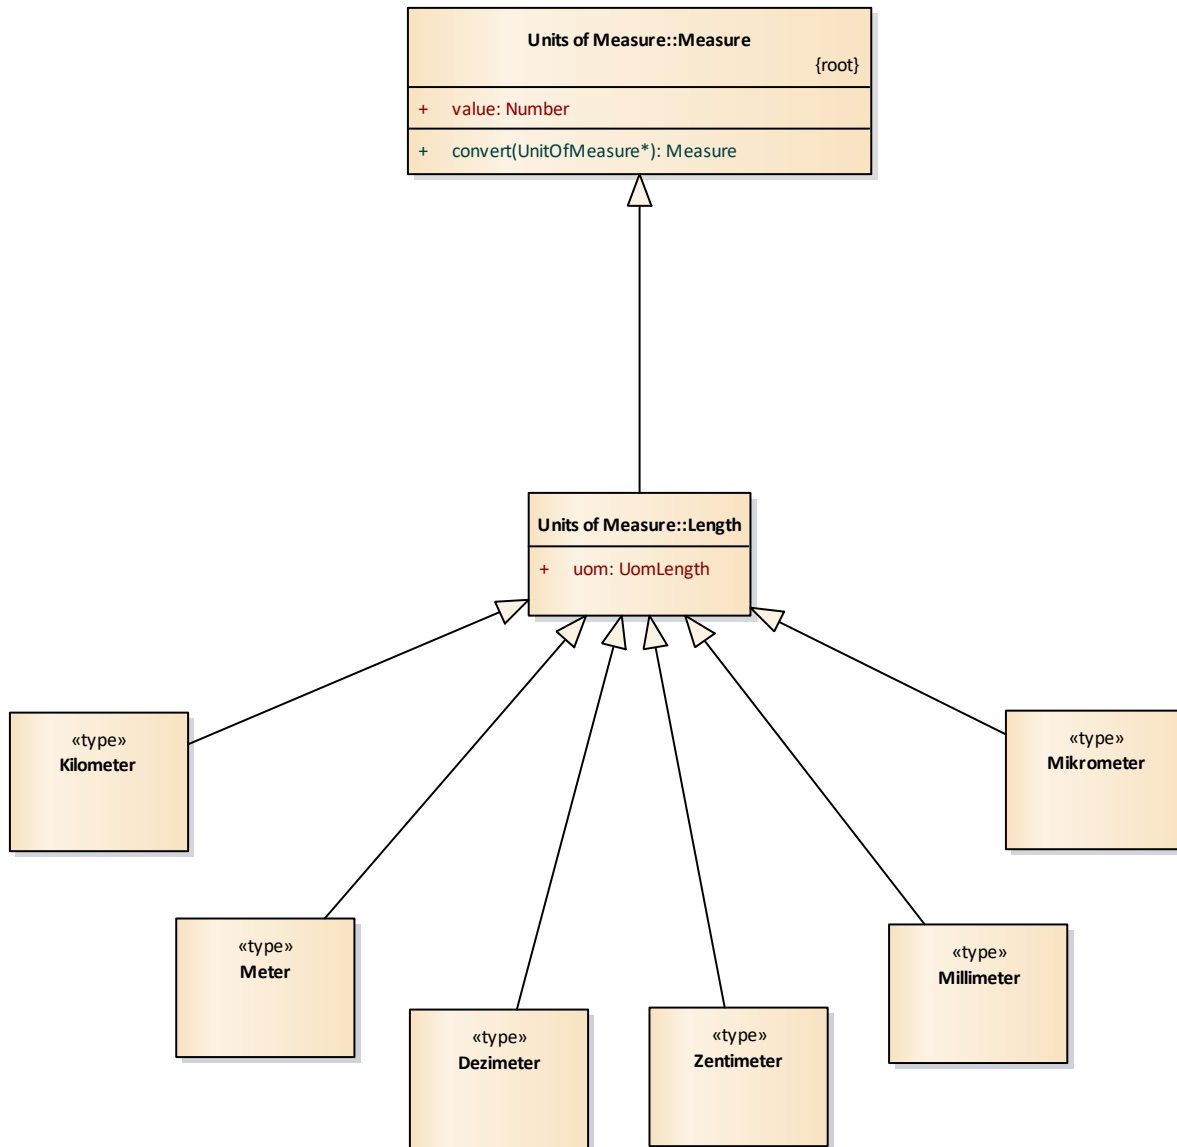 Units of Measure::Measure
{root}
+ value: Number
+ convert(UnitOfMeasure*): Measure
Units of Measure::Length
+ uom: UomLength
«type»
Kilometer
«type»
Mikrometer
«type»
Meter
«type»
Millimeter
«type»
Dezimeter
«type»
Zentimeter